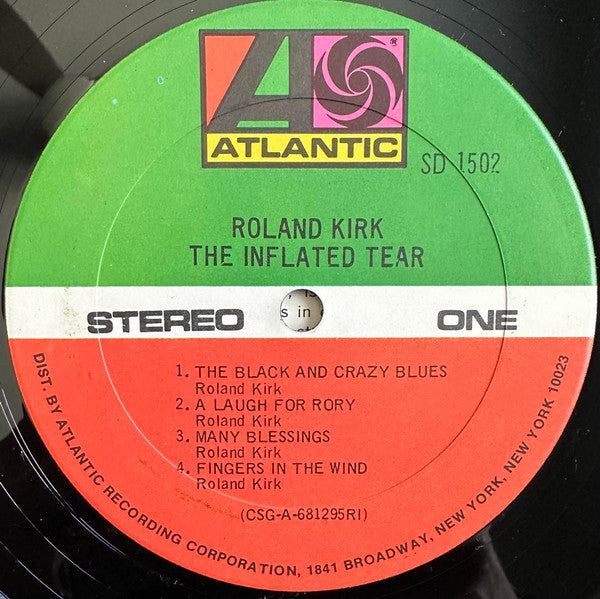 ATLANTIC
®
SD 1502
ROLAND KIRK
THE INFLATED TEAR
STEREO
s in
ONE
1. THE BLACK AND CRAZY BLUES
Roland Kirk
2. A LAUGH FOR RORY
Roland Kirk
3. MANY BLESSINGS
Roland Kirk
4. FINGERS IN THE WIND
Roland Kirk
(CSG-A-681295RI)
DIST. BY ATLANTIC RECORDING CORPORATION, 1841 BROADWAY, NEW YORK, NEW YORK 10023